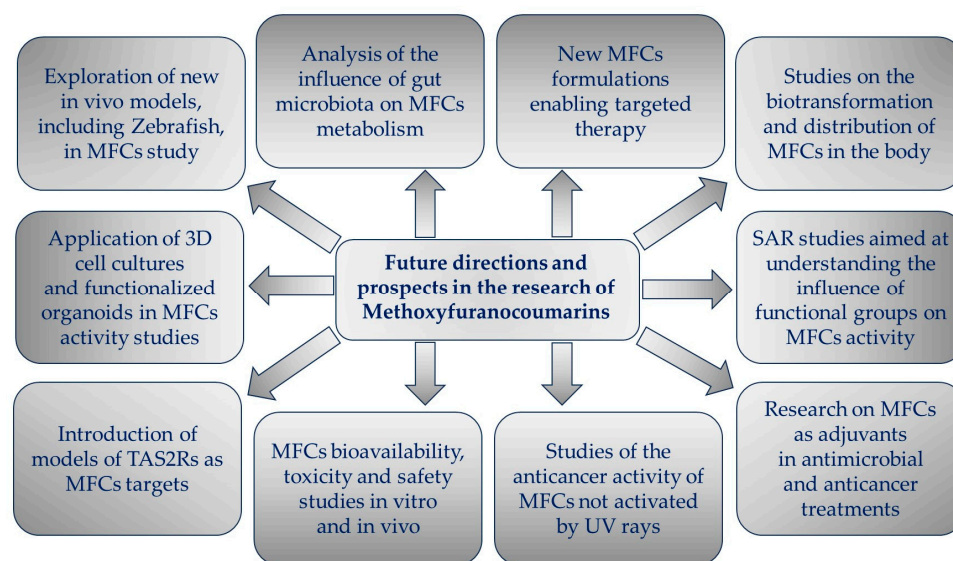 Exploration of new
in vivo models,
including Zebrafish,
in MFCs study
Analysis of the
influence of gut
microbiota on MFCs
metabolism
New MFCs
formulations
enabling targeted
therapy
Studies on the
biotransformation
and distribution of
MFCs in the body
Application of 3D
cell cultures
and functionalized
organoids in MFCs
activity studies
Future directions and
prospects in the research of
Methoxyfuranocoumarins
SAR studies aimed at
understanding the
influence of
functional groups on
MFCs activity
Introduction of
models of TAS2Rs as
MFCs targets
MFCs bioavailability,
toxicity and safety
studies in vitro
and in vivo
Studies of the
anticancer activity of
MFCs not activated
by UV rays
Research on MFCs
as adjuvants
in antimicrobial
and anticancer
treatments